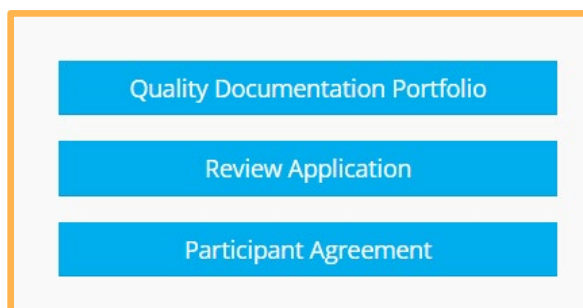 Quality Documentation Portfolio
Review Application
Participant Agreement